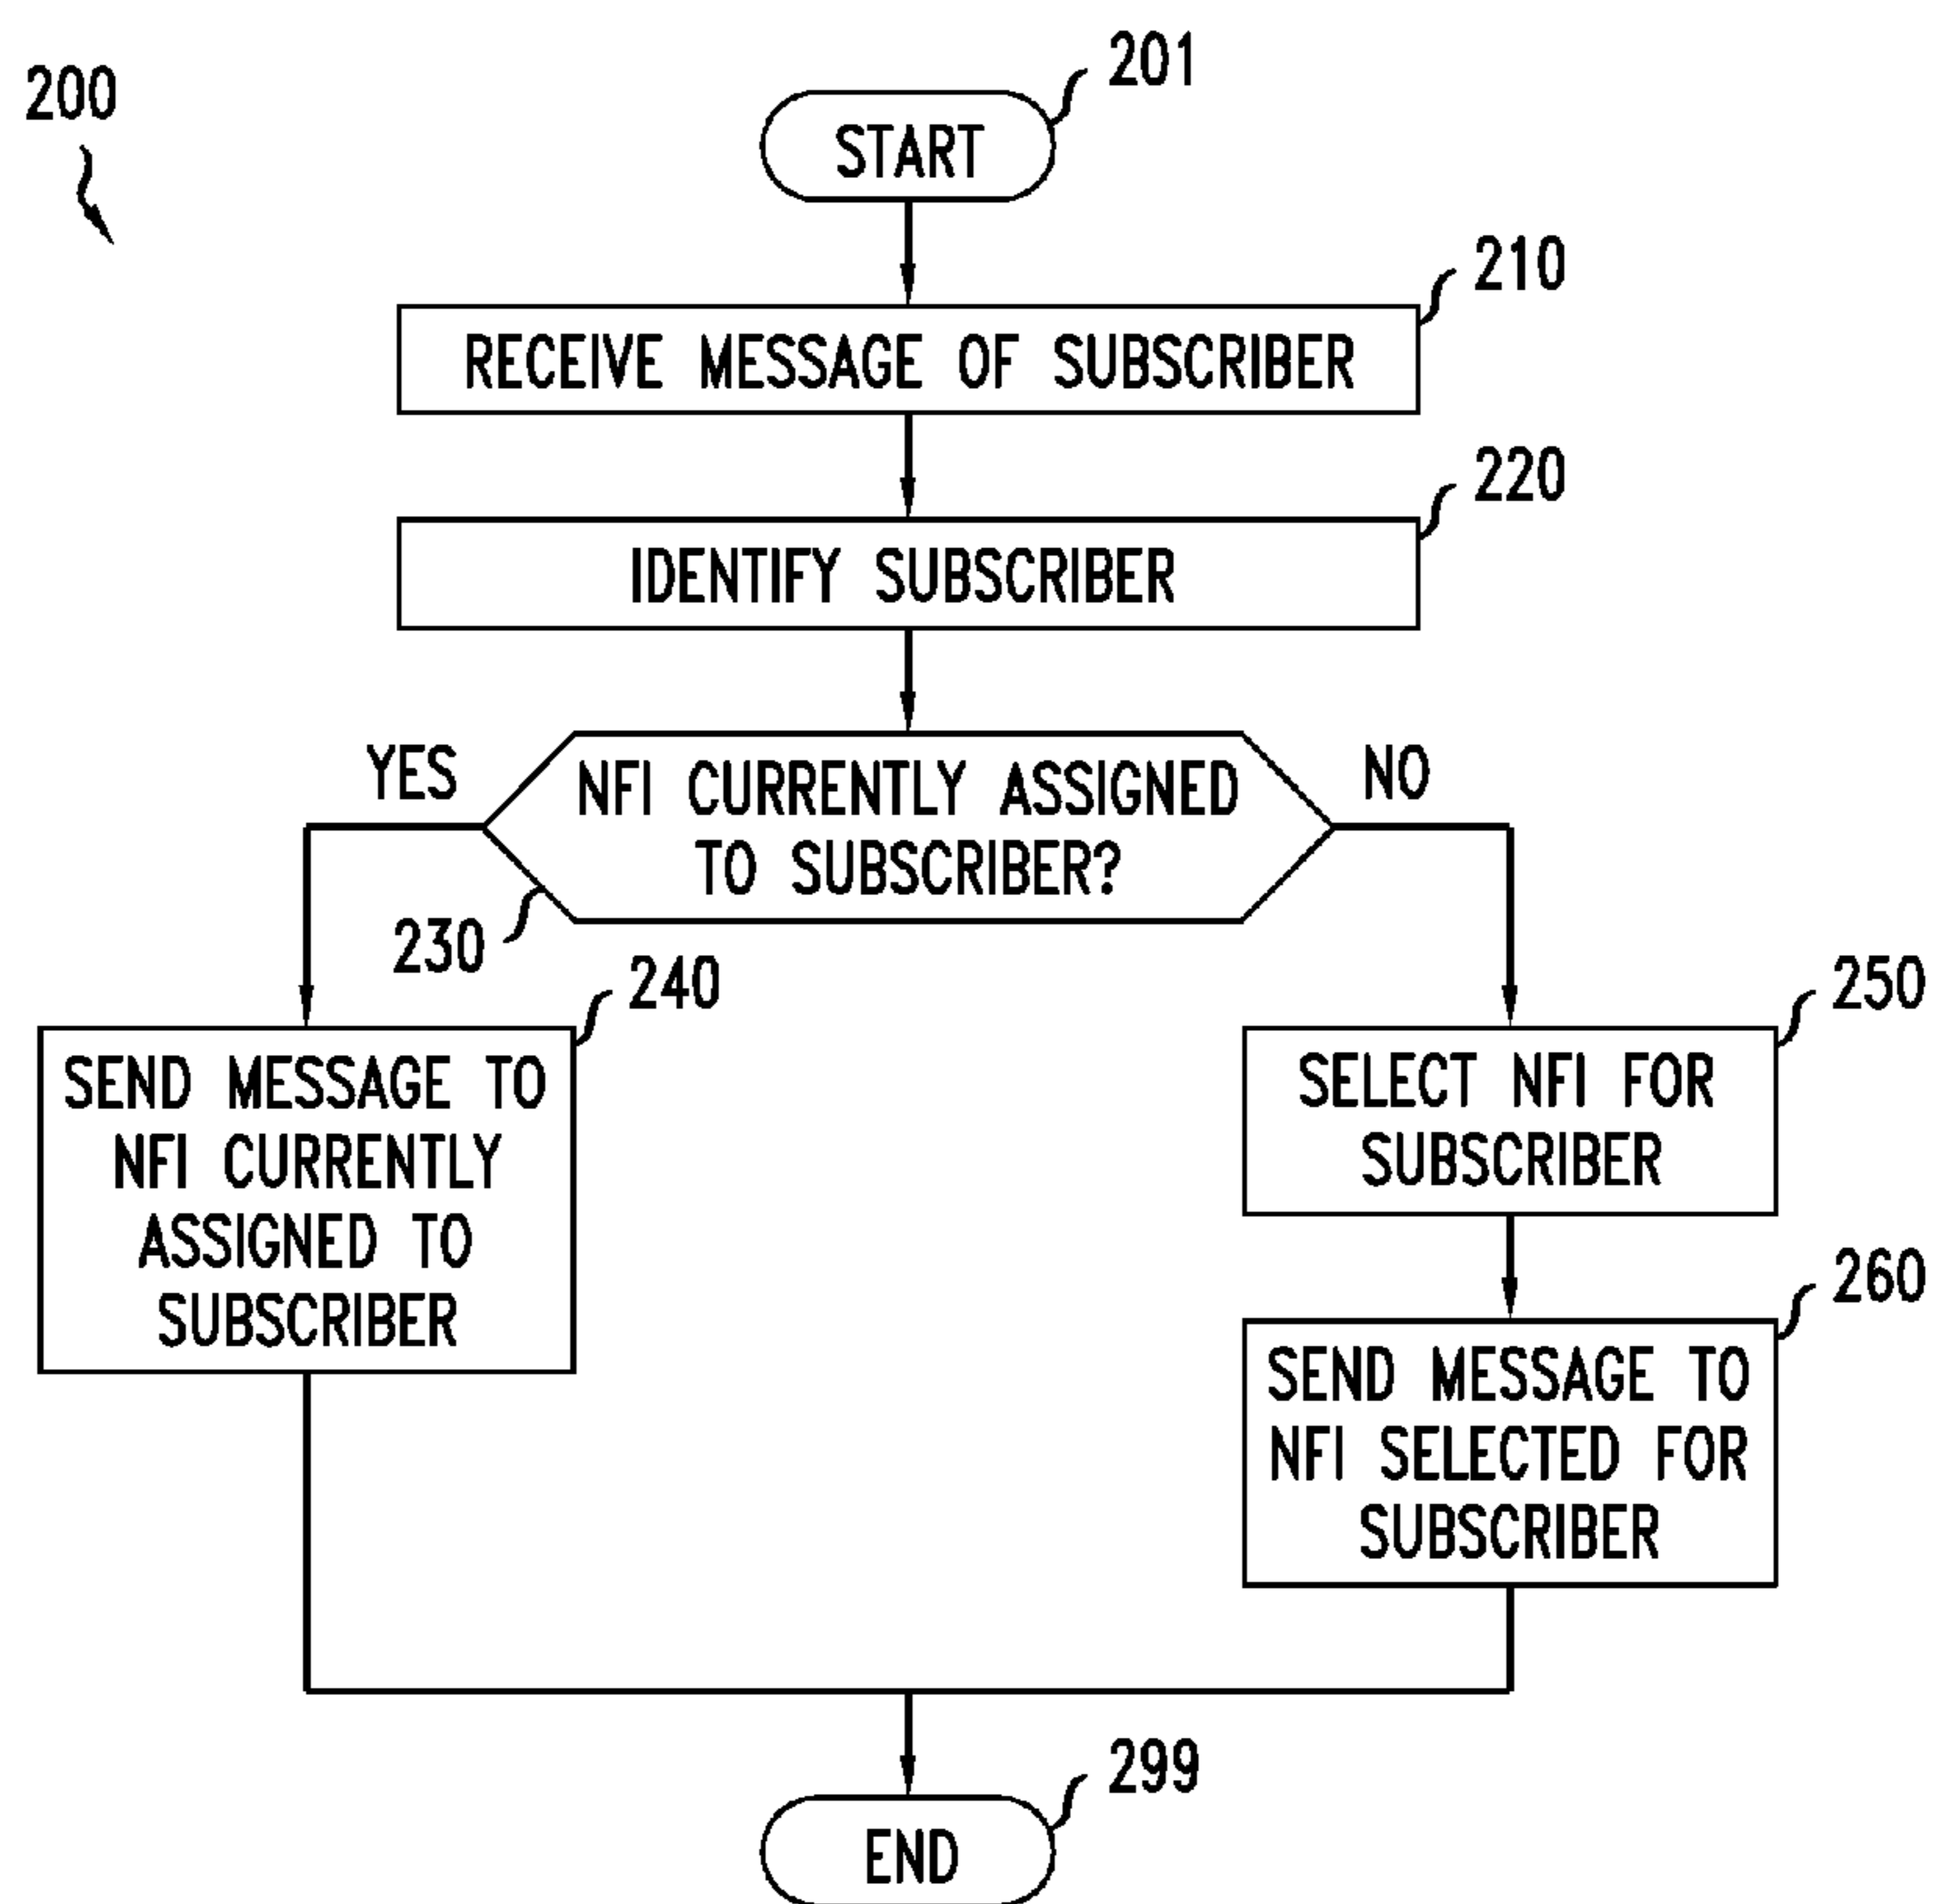 200
201
START
210
RECEIVE MESSAGE OF SUBSCRIBER
220
IDENTIFY SUBSCRIBER
YES
NFI CURRENTLY ASSIGNED
TO SUBSCRIBER?
NO
230
240
SEND MESSAGE TO
NFI CURRENTLY
ASSIGNED TO
SUBSCRIBER
250
SELECT NFI FOR
SUBSCRIBER
260
SEND MESSAGE TO
NFI SELECTED FOR
SUBSCRIBER
299
END